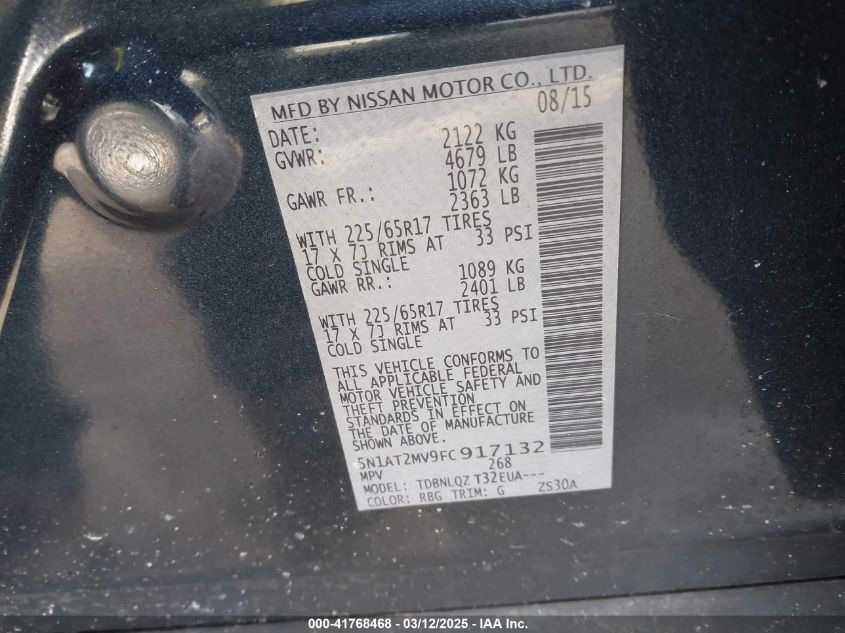 MFD BY NISSAN MOTOR CO., LTD.
DATE: 08/15
GVWR: 2122 KG
4679 LB
GAWR FR.: 1072 KG
2363 LB
WITH 225/65R17 TIRES
17 X 7J RIMS AT 33 PSI
COLD SINGLE
GAWR RR.: 1089 KG
2401 LB
WITH 225/65R17 TIRES
17 X 7J RIMS AT 33 PSI
COLD SINGLE
THIS VEHICLE CONFORMS TO
ALL APPLICABLE FEDERAL
MOTOR VEHICLE SAFETY AND
THEFT PREVENTION
STANDARDS IN EFFECT ON
THE DATE OF MANUFACTURE
SHOWN ABOVE.
5N1AT2MV9FC917132
MPV 268
MODEL: TDBNLQZ T32EUA---
COLOR: RBG TRIM: G ZS30A
000-41768468 - 03/12/2025 - IAA Inc.